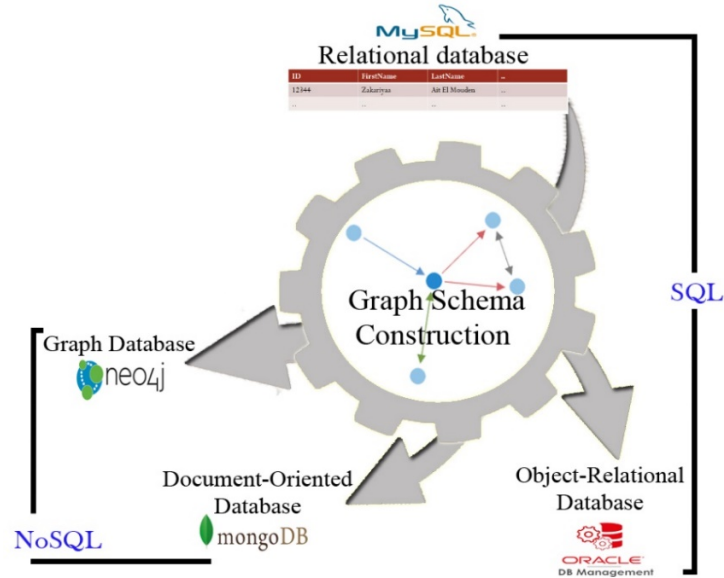 MySQL
Relational database
ID FirstName LastName ..
12344 Zakariyaa Ait El Mouden ...
.. ... ... ..
Graph Schema
Construction
SQL
Graph Database
neo4j
Document-Oriented
Database
mongoDB
NoSQL
Object-Relational
Database
ORACLE
DB Management